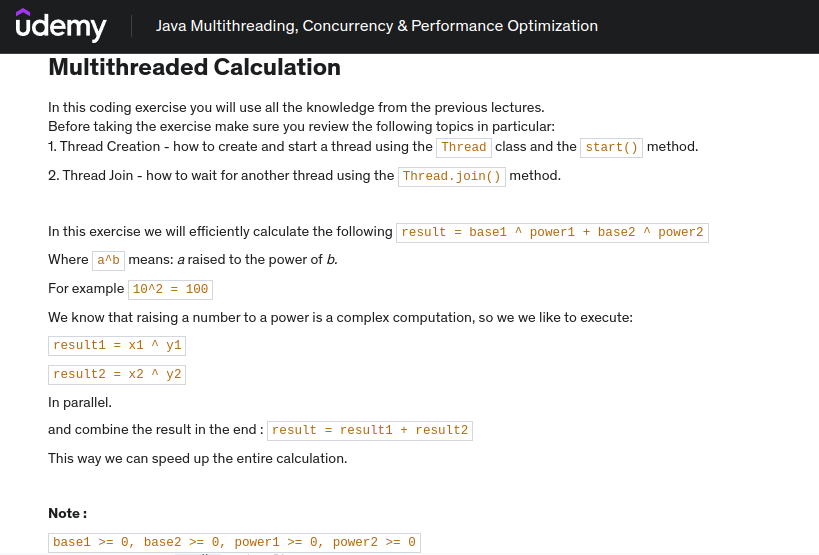 udemy
Java Multithreading, Concurrency & Performance Optimization
Multithreaded Calculation
In this coding exercise you will use all the knowledge from the previous lectures.
Before taking the exercise make sure you review the following topics in particular:
1. Thread Creation - how to create and start a thread using the Thread class and the start() method.
2. Thread Join - how to wait for another thread using the Thread.join() method.
In this exercise we will efficiently calculate the following result = base1 ^ power1 + base2 ^ power2
Where a^b means: a raised to the power of b.
For example 10^2 = 100
We know that raising a number to a power is a complex computation, so we we like to execute:
result1 = x1 ^ y1
result2 = x2 ^ y2
In parallel.
and combine the result in the end : result = result1 + result2
This way we can speed up the entire calculation.
Note :
base1 >= 0, base2 >= 0, power1 >= 0, power2 >= 0